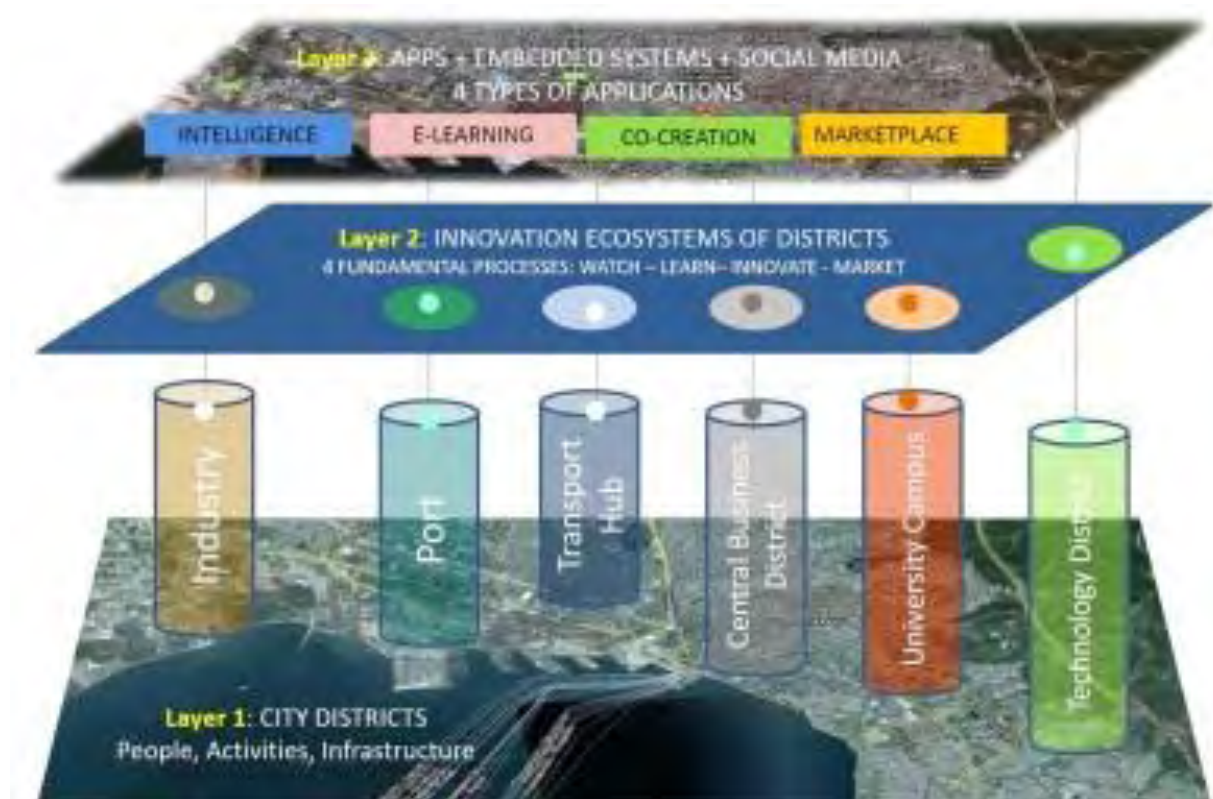 Layer 3: APPS + EMBEDDED SYSTEMS + SOCIAL MEDIA
4 TYPES OF APPLICATIONS
INTELLIGENCE
E-LEARNING
CO-CREATION
MARKETPLACE
Layer 2: INNOVATION ECOSYSTEMS OF DISTRICTS
4 FUNDAMENTAL PROCESSES: WATCH – LEARN– INNOVATE - MARKET
Industry
Port
Transport
Hub
Central Business
District
University Campus
Technology District
Layer 1: CITY DISTRICTS
People, Activities, Infrastructure